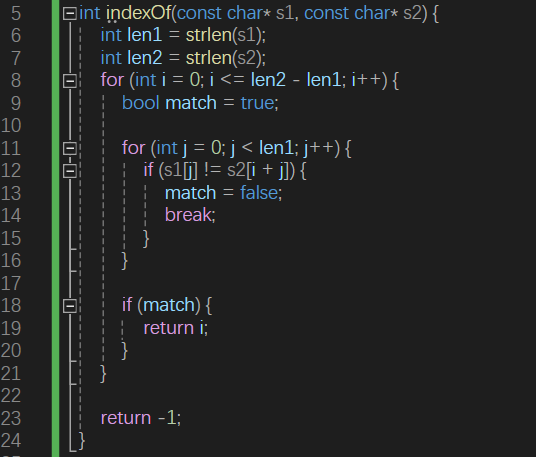 5 int indexOf(const char* s1, const char* s2) {
6 int len1 = strlen(s1);
7 int len2 = strlen(s2);
8 for (int i = 0; i <= len2 - len1; i++) {
9 bool match = true;
10
11 for (int j = 0; j < len1; j++) {
12 if (s1[j] != s2[i + j]) {
13 match = false;
14 break;
15 }
16 }
17
18 if (match) {
19 return i;
20 }
21 }
22
23 return -1;
24 }